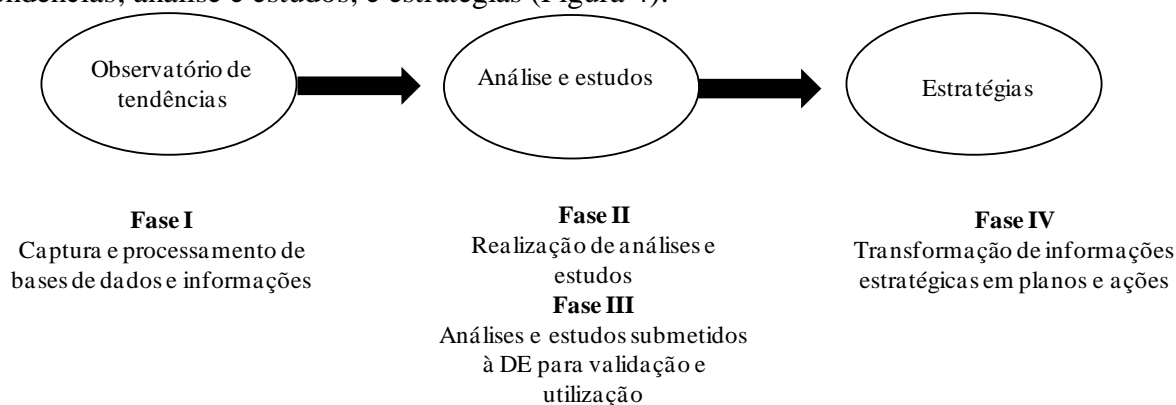 endências, análise e estudos, e estratégias (Figura 4).
Observatório de
tendências
Análise e estudos
Estratégias
Fase I
Captura e processamento de
bases de dados e informações
Fase II
Realização de análises e
estudos
Fase III
Análises e estudos submetidos
à DE para validação e
utilização
Fase IV
Transformação de informações
estratégicas em planos e ações